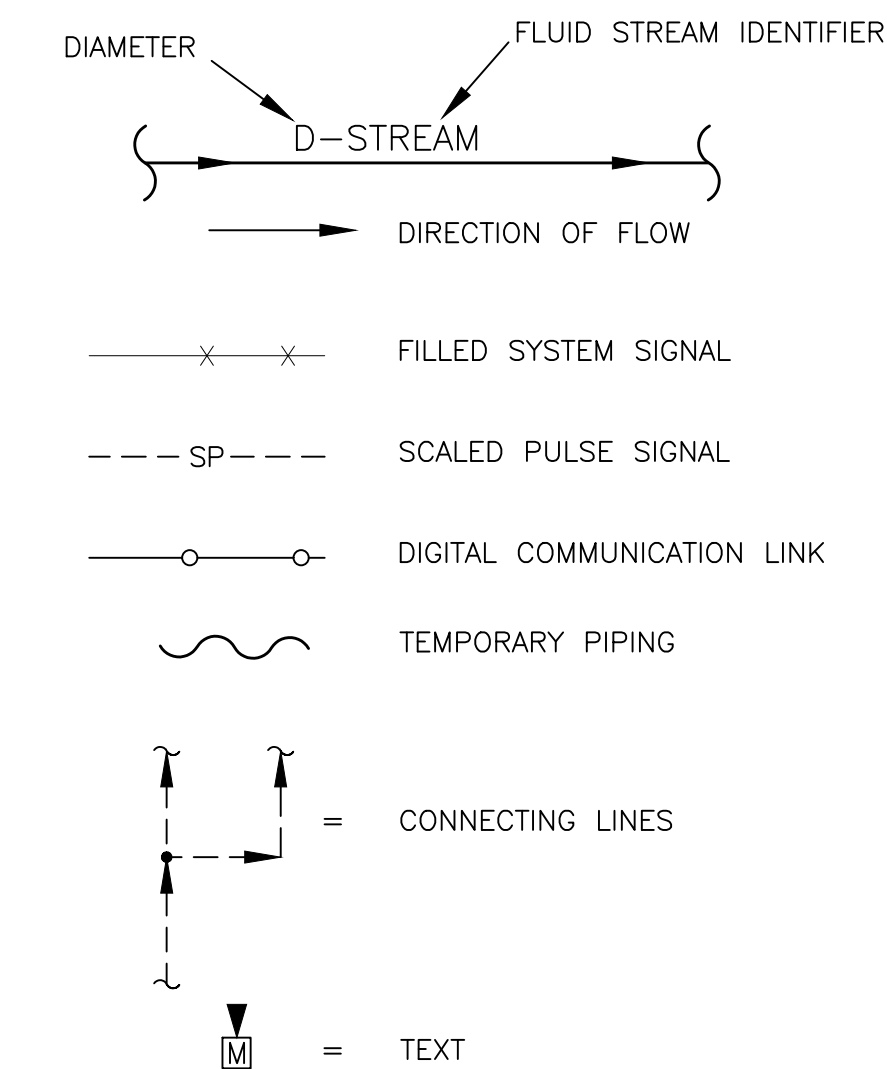 DIAMETER
FLUID STREAM IDENTIFIER
D-STREAM
DIRECTION OF FLOW
FILLED SYSTEM SIGNAL
SP
SCALED PULSE SIGNAL
DIGITAL COMMUNICATION LINK
TEMPORARY PIPING
= CONNECTING LINES
M = TEXT